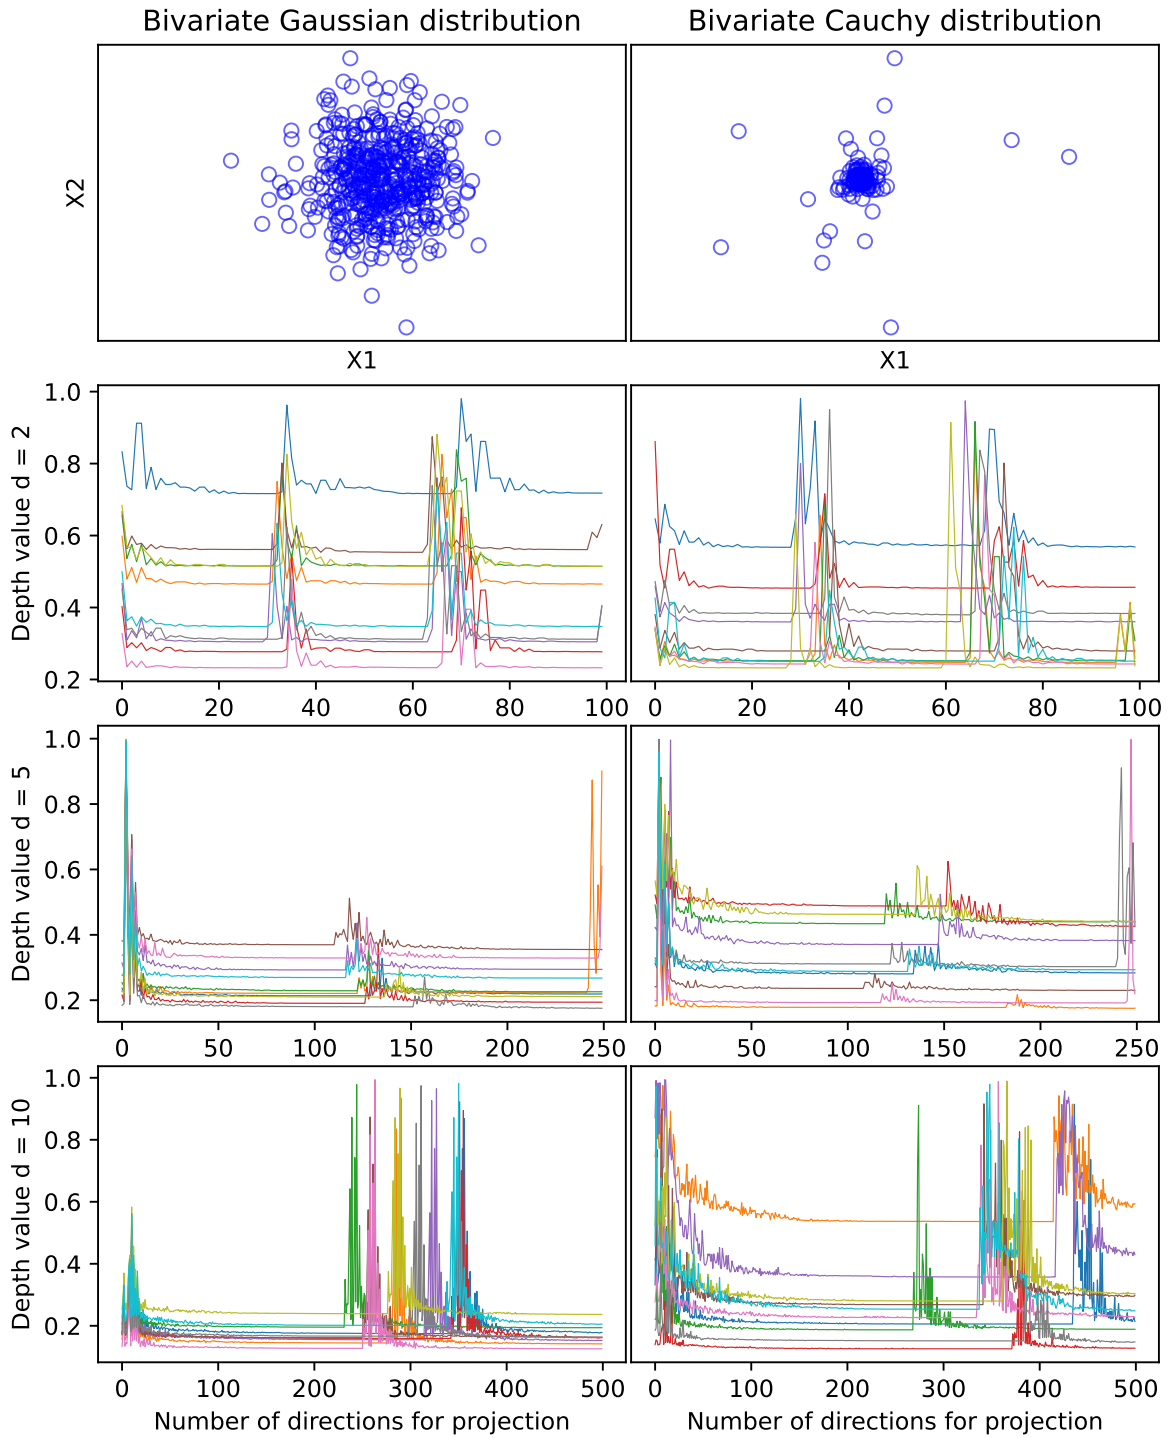 Bivariate Gaussian distribution
Bivariate Cauchy distribution
X2
X1
X1
Depth value d = 2
1.0
0.8
0.6
0.4
0.2
0 20 40 60 80 100
0 20 40 60 80 100
Depth value d = 5
1.0
0.8
0.6
0.4
0.2
0 50 100 150 200 250
0 50 100 150 200 250
Depth value d = 10
1.0
0.8
0.6
0.4
0.2
0 100 200 300 400 500
0 100 200 300 400 500
Number of directions for projection
Number of directions for projection